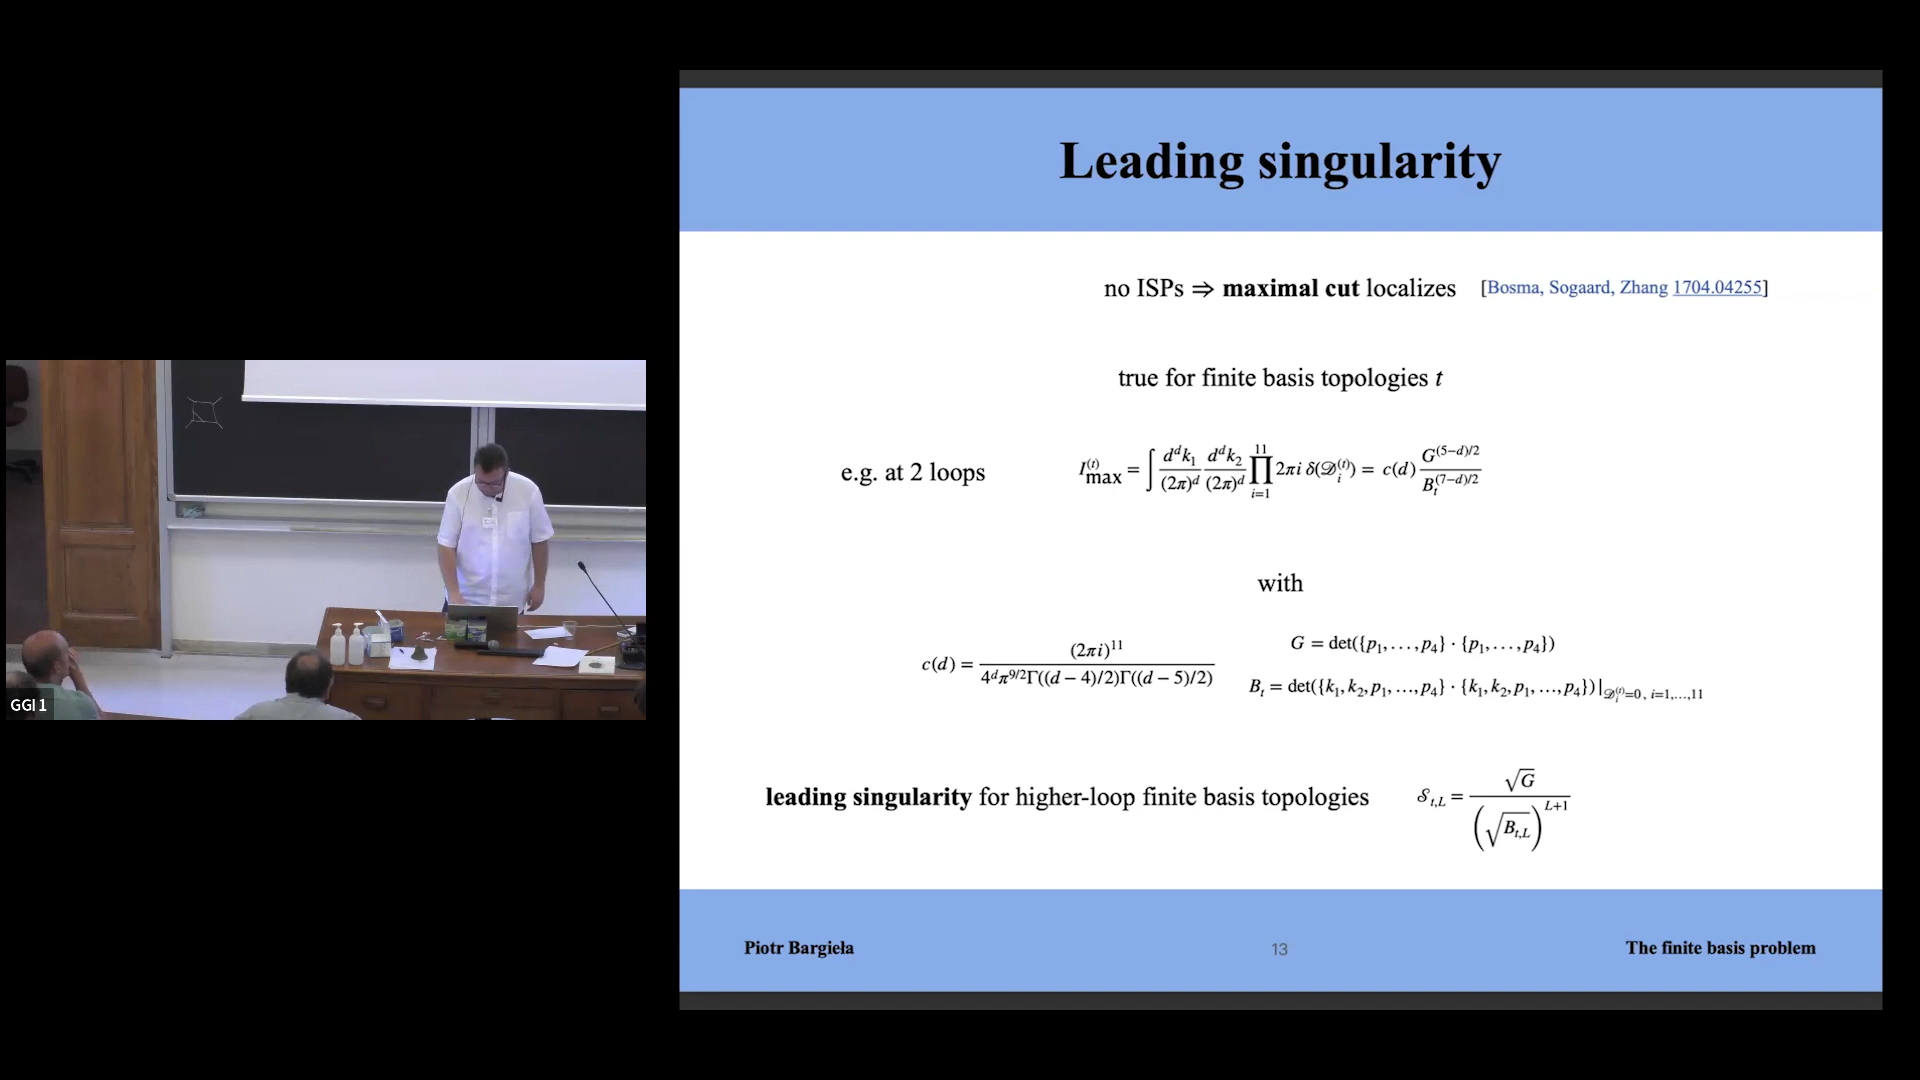 Leading singularity
no ISPs ⇒ maximal cut localizes [Bosma, Sogaard, Zhang 1704.04255]
true for finite basis topologies t
e.g. at 2 loops I_max^{(t)} = ∫ d^d k_1/(2π)^d d^d k_2/(2π)^d ∏_{i=1}^{11} 2πi δ(𝒟_i^{(t)}) = c(d) G^{(5−d)/2}/B_t^{(7−d)/2}
with
c(d) = (2πi)^{11}/(4^d π^{9/2} Γ((d − 4)/2)Γ((d − 5)/2))
G = det({p_1, …, p_4} · {p_1, …, p_4})
B_t = det({k_1, k_2, p_1, …, p_4} · {k_1, k_2, p_1, …, p_4})|_{𝒟_i^{(t)}=0, i=1,…,11}
leading singularity for higher-loop finite basis topologies 𝒮_{t,L} = √G/(√B_{t,L})^{L+1}
Piotr Bargieła 13 The finite basis problem
GGI 1